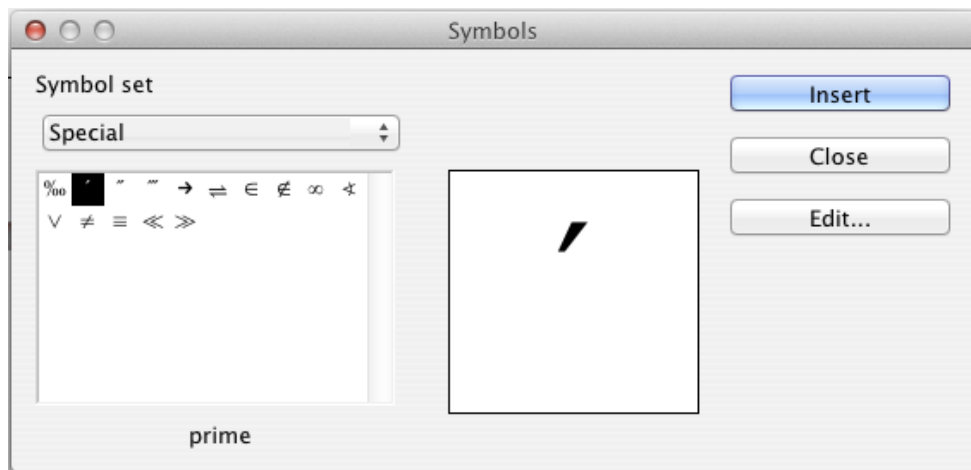 Symbols
Symbol set
Special
Insert
Close
Edit...
‰ ′ ″ ‴ → ⇌ ∈ ∉ ∞ ∢
∨ ≠ ≡ ≪ ≫
′
prime